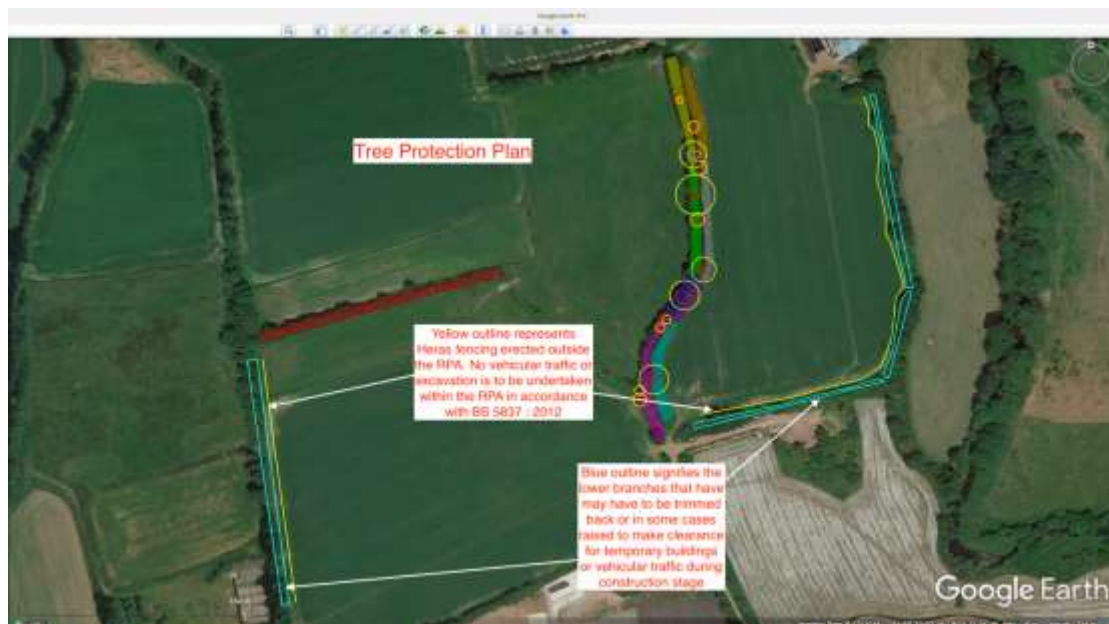 Google Earth Pro
Tree Protection Plan
Yellow outline represents
Heras fencing erected outside
the RPA. No vehicular traffic or
excavation is to be undertaken
within the RPA in accordance
with BS 5837 : 2012
Blue outline signifies the
lower branches that have
may have to be trimmed
back or in some cases
raised to make clearance
for temporary buildings
or vehicular traffic during
construction stage
Google Earth